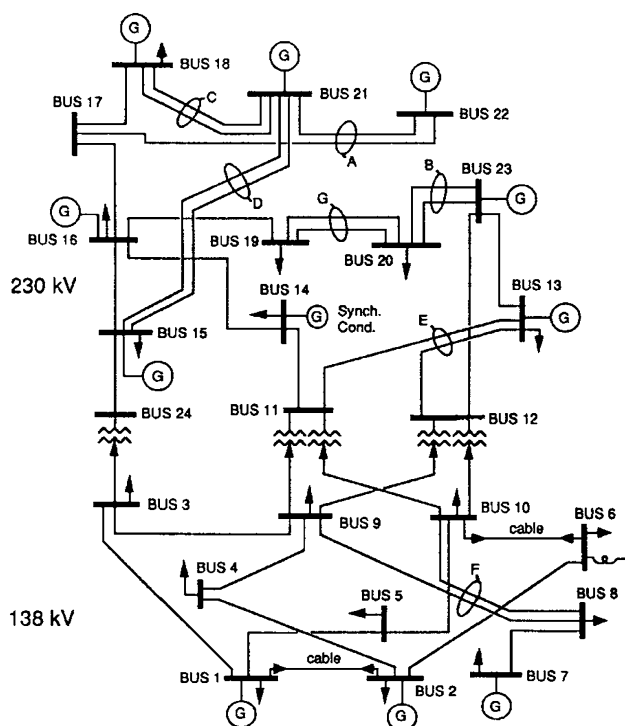 G
G
BUS 18
G
BUS 21
BUS 17
C
BUS 22
A
B
BUS 23
D
G
G
G
BUS 16
BUS 19
BUS 20
230 kV
BUS 14
G
Synch.
Cond.
BUS 13
E
G
BUS 15
G
BUS 24
BUS 11
BUS 12
BUS 3
BUS 9
BUS 10
BUS 6
cable
BUS 4
F
BUS 8
BUS 5
138 kV
cable
BUS 1
BUS 2
BUS 7
G
G
G